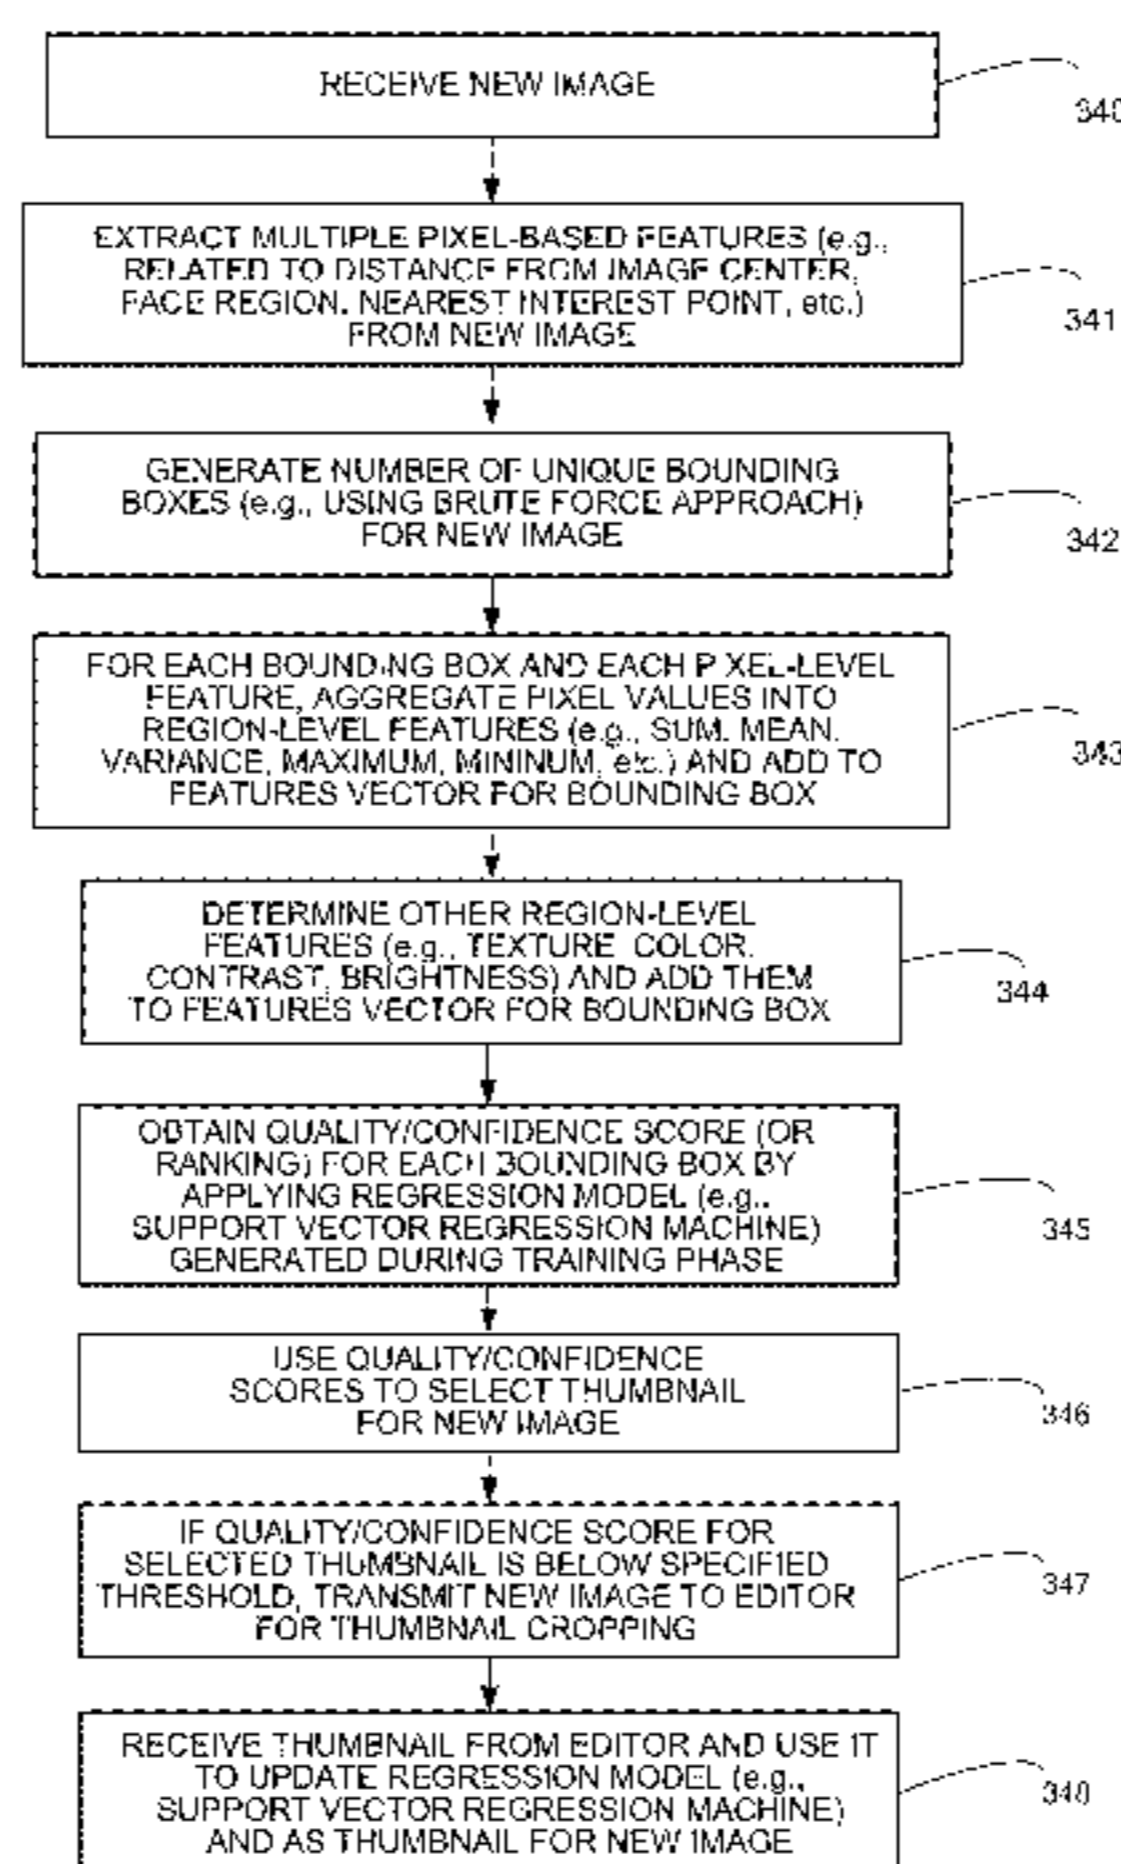 RECEIVE NEW IMAGE
340
EXTRACT MULTIPLE PIXEL-BASED FEATURES (e.g.,
RELATED TO DISTANCE FROM IMAGE CENTER,
FACE REGION, NEAREST INTEREST POINT, etc.)
FROM NEW IMAGE
341
GENERATE NUMBER OF UNIQUE BOUNDING
BOXES (e.g., USING BRUTE FORCE APPROACH)
FOR NEW IMAGE
342
FOR EACH BOUNDING BOX AND EACH PIXEL-LEVEL
FEATURE, AGGREGATE PIXEL VALUES INTO
REGION-LEVEL FEATURES (e.g., SUM, MEAN,
VARIANCE, MAXIMUM, MININUM, etc.) AND ADD TO
FEATURES VECTOR FOR BOUNDING BOX
343
DETERMINE OTHER REGION-LEVEL
FEATURES (e.g., TEXTURE, COLOR,
CONTRAST, BRIGHTNESS) AND ADD THEM
TO FEATURES VECTOR FOR BOUNDING BOX
344
OBTAIN QUALITY/CONFIDENCE SCORE (OR
RANKING) FOR EACH BOUNDING BOX BY
APPLYING REGRESSION MODEL (e.g.,
SUPPORT VECTOR REGRESSION MACHINE)
GENERATED DURING TRAINING PHASE
345
USE QUALITY/CONFIDENCE
SCORES TO SELECT THUMBNAIL
FOR NEW IMAGE
346
IF QUALITY/CONFIDENCE SCORE FOR
SELECTED THUMBNAIL IS BELOW SPECIFIED
THRESHOLD, TRANSMIT NEW IMAGE TO EDITOR
FOR THUMBNAIL CROPPING
347
RECEIVE THUMBNAIL FROM EDITOR AND USE IT
TO UPDATE REGRESSION MODEL (e.g.,
SUPPORT VECTOR REGRESSION MACHINE)
AND AS THUMBNAIL FOR NEW IMAGE
348